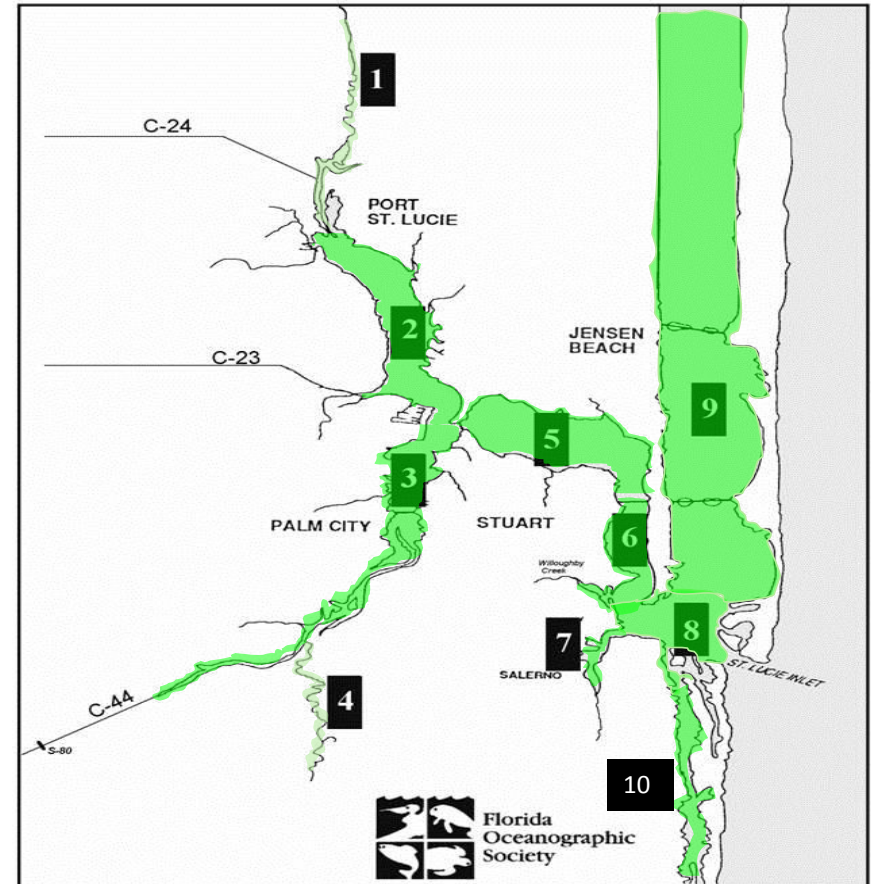 1
C-24
PORT
ST. LUCIE
2
JENSEN
BEACH
C-23
9
5
3
PALM CITY
STUART
6
Willoughby
Creek
7
8
SALERNO
ST. LUCIE INLET
4
C-44
S-80
10
Florida
Oceanographic
Society